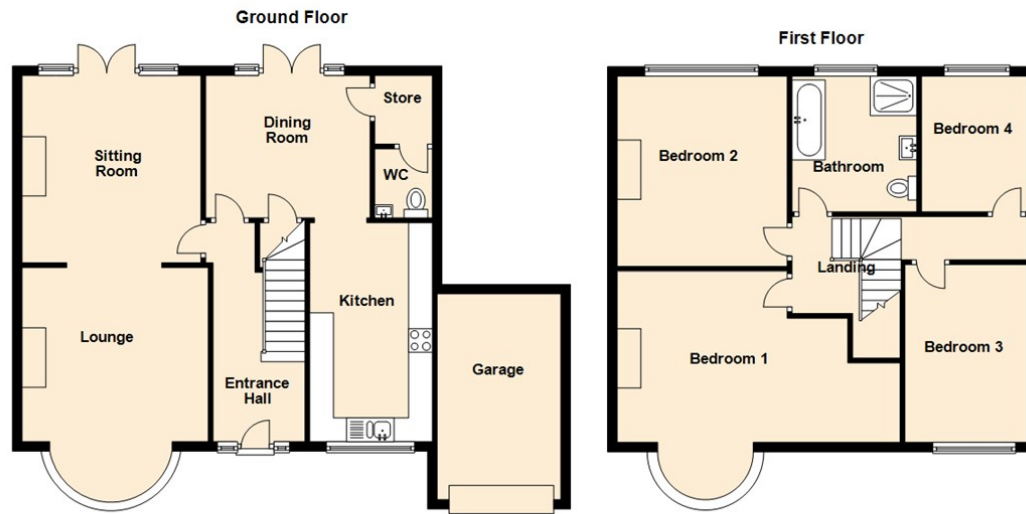 Ground Floor
First Floor
Store
Dining
Room
Sitting
Room
WC
Kitchen
Lounge
Entrance
Hall
Garage
Bedroom 2
Bathroom
Bedroom 4
Landing
Bedroom 1
Bedroom 3